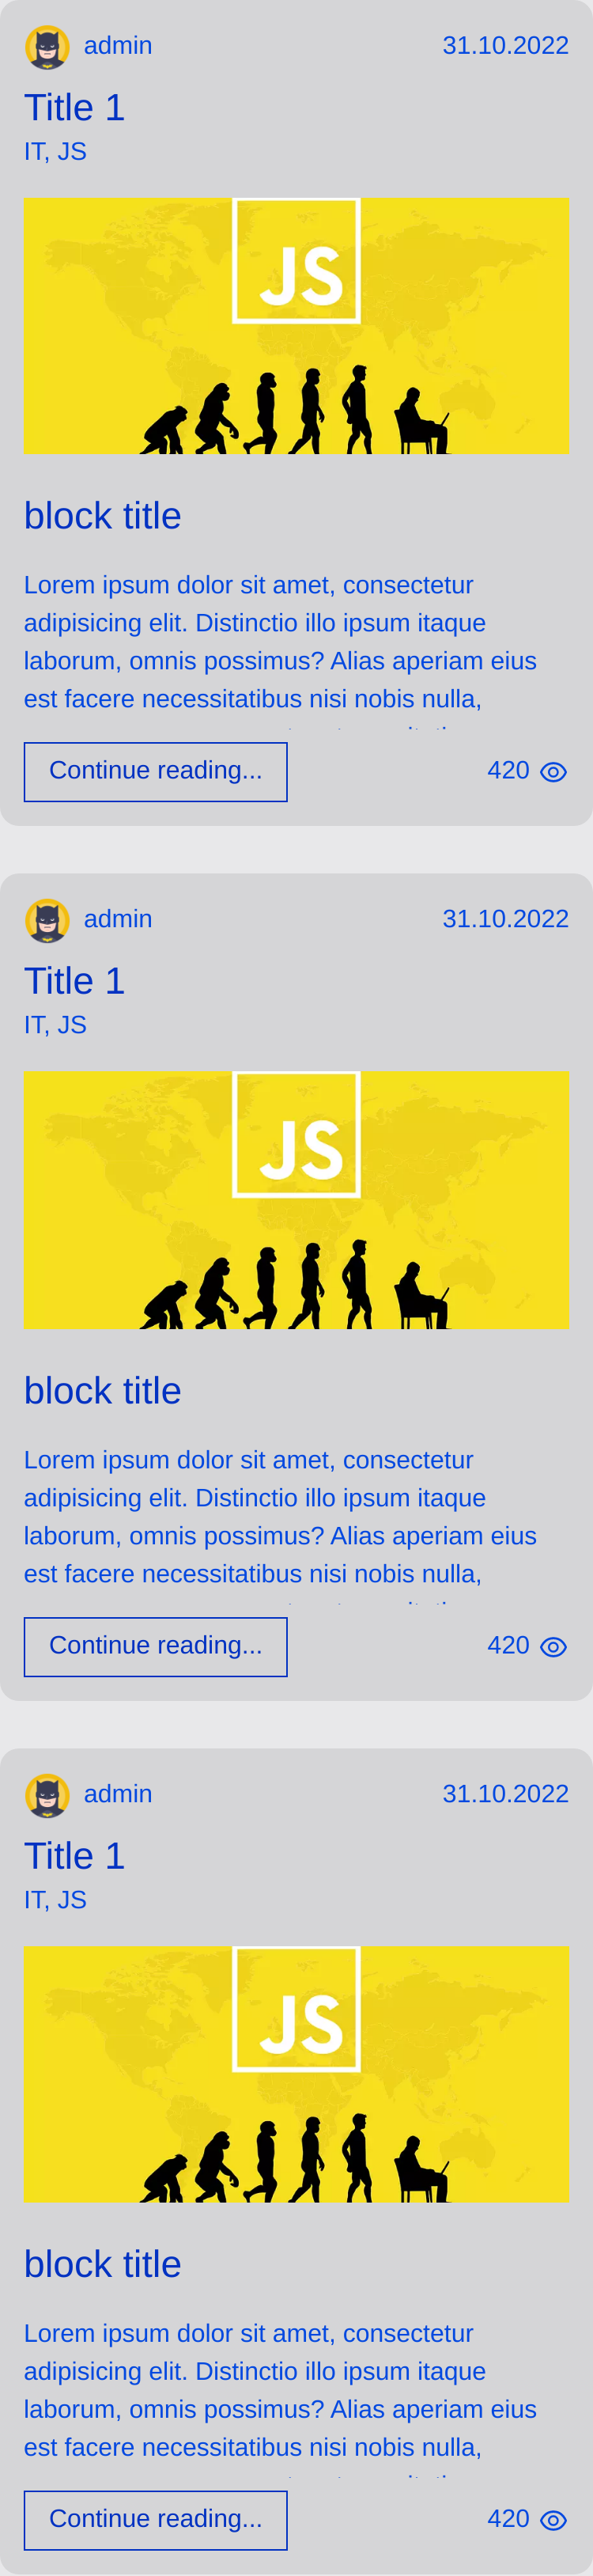 admin 31.10.2022
Title 1
IT, JS
JS
block title
Lorem ipsum dolor sit amet, consectetur
adipisicing elit. Distinctio illo ipsum itaque
laborum, omnis possimus? Alias aperiam eius
est facere necessitatibus nisi nobis nulla,
Continue reading... 420
admin 31.10.2022
Title 1
IT, JS
JS
block title
Lorem ipsum dolor sit amet, consectetur
adipisicing elit. Distinctio illo ipsum itaque
laborum, omnis possimus? Alias aperiam eius
est facere necessitatibus nisi nobis nulla,
Continue reading... 420
admin 31.10.2022
Title 1
IT, JS
JS
block title
Lorem ipsum dolor sit amet, consectetur
adipisicing elit. Distinctio illo ipsum itaque
laborum, omnis possimus? Alias aperiam eius
est facere necessitatibus nisi nobis nulla,
Continue reading... 420